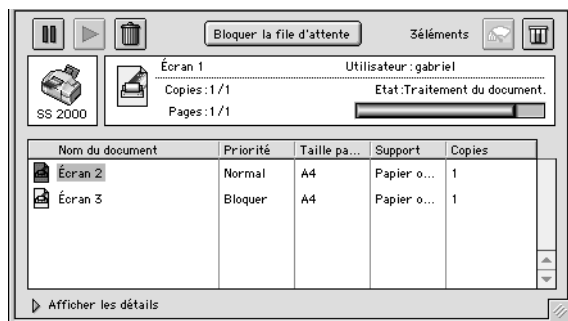 Bloquer la file d'attente 3éléments
Écran 1 Utilisateur : gabriel
Copies : 1 / 1 Etat :Traitement du document.
SS 2000 Pages : 1 / 1
Nom du document Priorité Taille pa... Support Copies
Écran 2 Normal A4 Papier o... 1
Écran 3 Bloquer A4 Papier o... 1
Afficher les détails